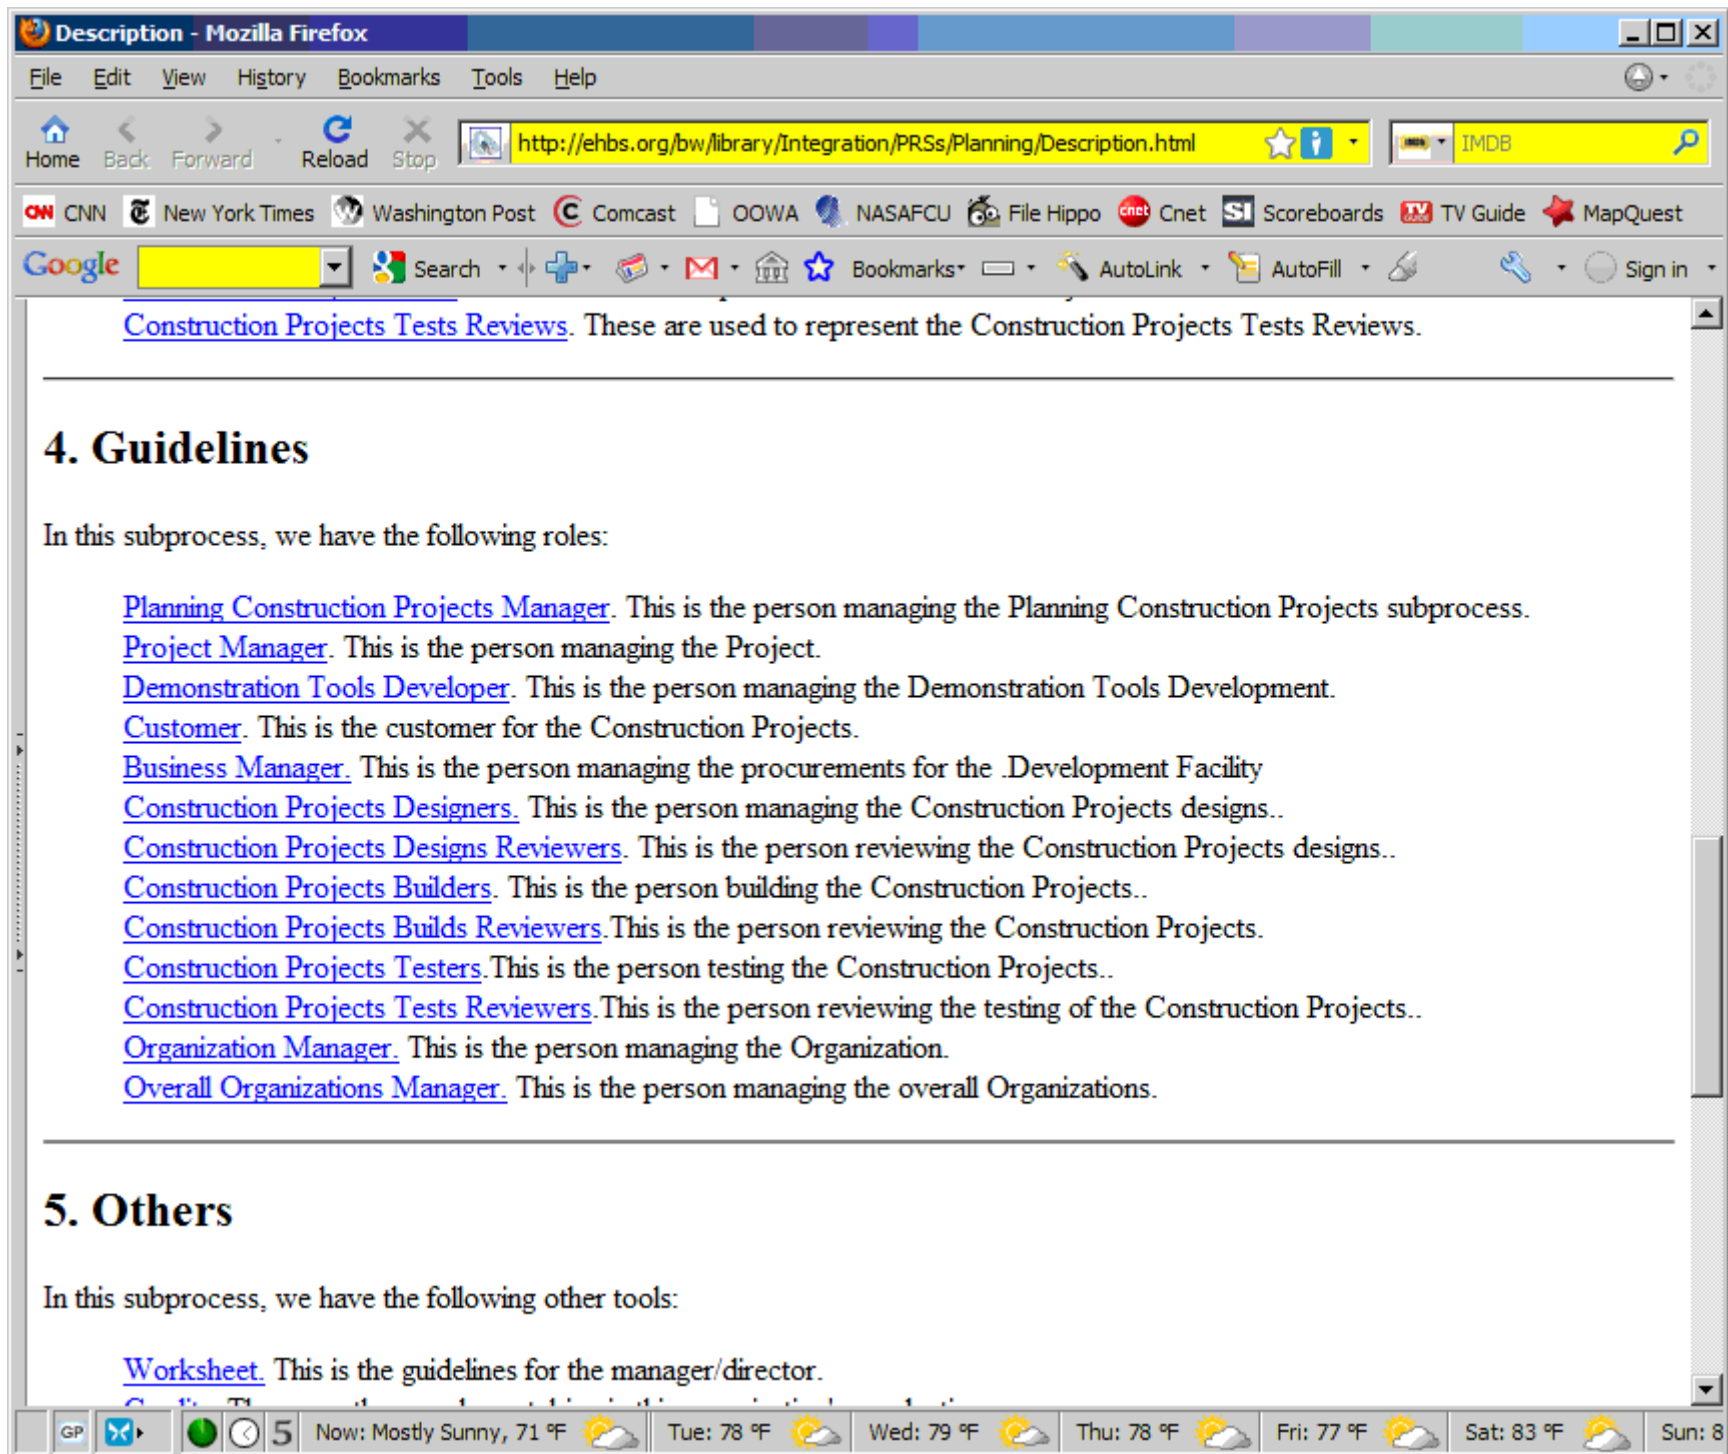 Description - Mozilla Firefox
File Edit View History Bookmarks Tools Help
Home Back Forward Reload Stop http://ehbs.org/bw/library/Integration/PRSs/Planning/Description.html IMDB
CNN CNN New York Times Washington Post Comcast OOWA NASAFCU File Hippo cnet Cnet SI Scoreboards TV Guide MapQuest
Google Search Bookmarks AutoLink AutoFill Sign in
Construction Projects Tests Reviews. These are used to represent the Construction Projects Tests Reviews.
4. Guidelines
In this subprocess, we have the following roles:
Planning Construction Projects Manager. This is the person managing the Planning Construction Projects subprocess.
Project Manager. This is the person managing the Project.
Demonstration Tools Developer. This is the person managing the Demonstration Tools Development.
Customer. This is the customer for the Construction Projects.
Business Manager. This is the person managing the procurements for the .Development Facility
Construction Projects Designers. This is the person managing the Construction Projects designs..
Construction Projects Designs Reviewers. This is the person reviewing the Construction Projects designs..
Construction Projects Builders. This is the person building the Construction Projects..
Construction Projects Builds Reviewers.This is the person reviewing the Construction Projects.
Construction Projects Testers.This is the person testing the Construction Projects..
Construction Projects Tests Reviewers.This is the person reviewing the testing of the Construction Projects..
Organization Manager. This is the person managing the Organization.
Overall Organizations Manager. This is the person managing the overall Organizations.
5. Others
In this subprocess, we have the following other tools:
Worksheet. This is the guidelines for the manager/director.
GP 5 Now: Mostly Sunny, 71 °F Tue: 78 °F Wed: 79 °F Thu: 78 °F Fri: 77 °F Sat: 83 °F Sun: 8